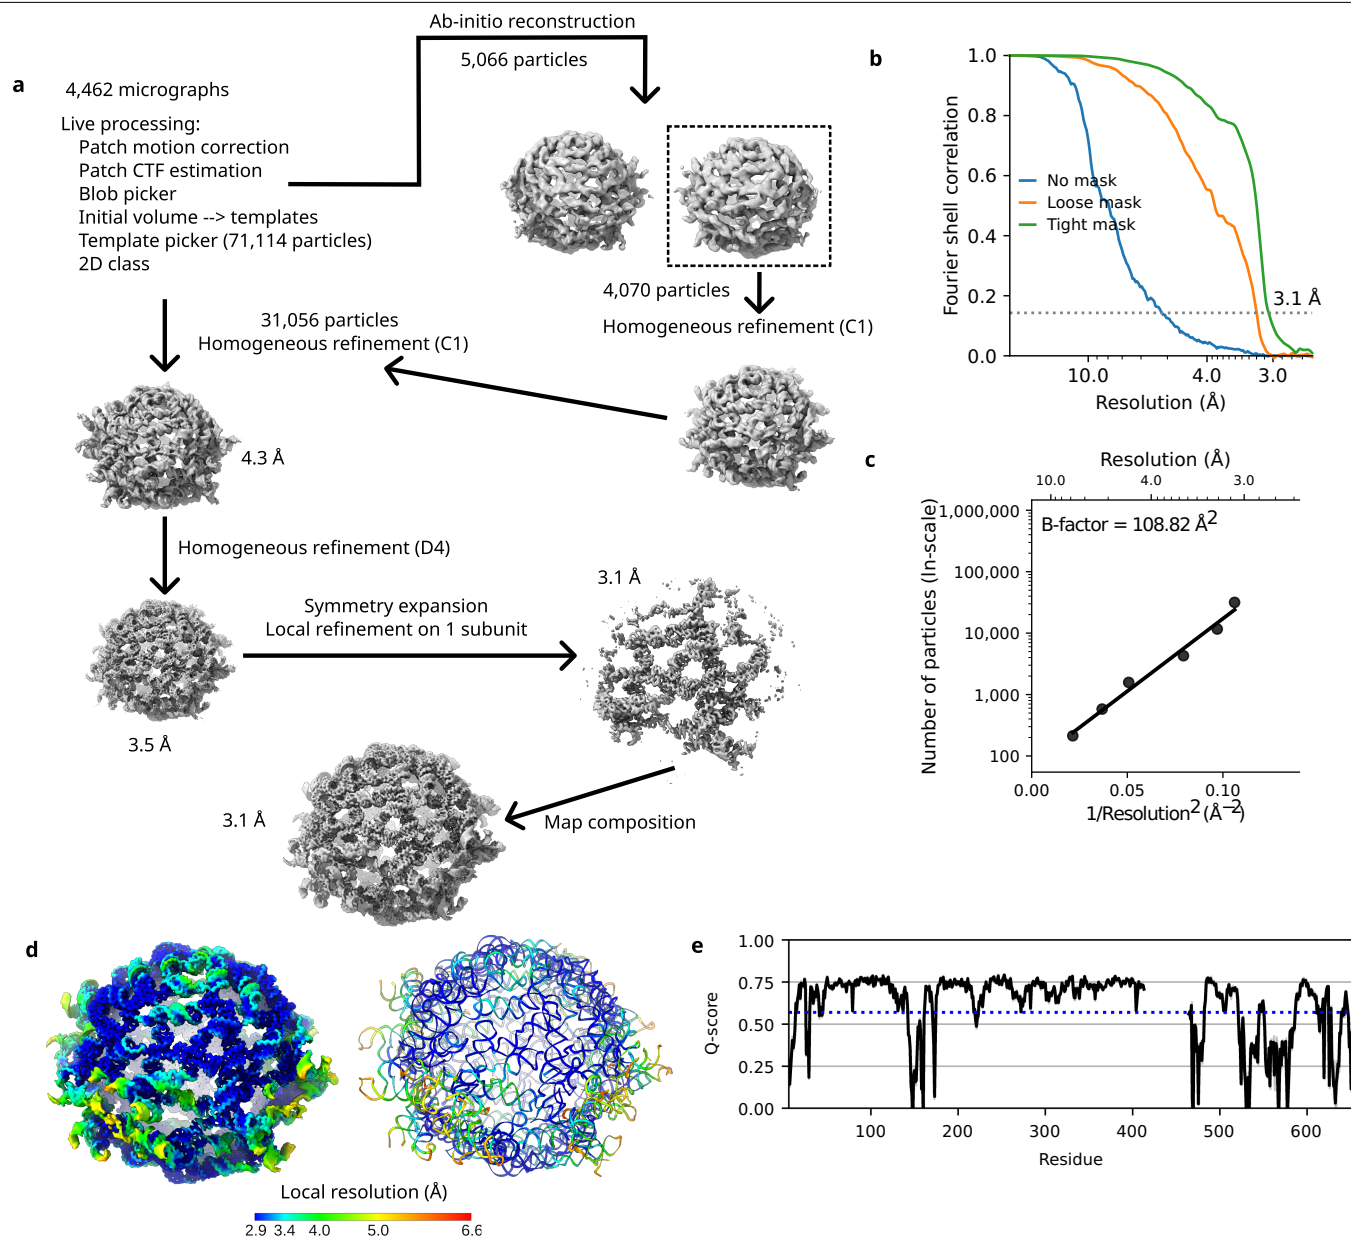 a
Ab-initio reconstruction
5,066 particles
4,462 micrographs
Live processing:
Patch motion correction
Patch CTF estimation
Blob picker
Initial volume --> templates
Template picker (71,114 particles)
2D class
4,070 particles
Homogeneous refinement (C1)
31,056 particles
Homogeneous refinement (C1)
4.3 Å
Homogeneous refinement (D4)
3.5 Å
Symmetry expansion
Local refinement on 1 subunit
3.1 Å
Map composition
3.1 Å
b
Fourier shell correlation
1.0
0.8
0.6
0.4
0.2
0.0
No mask
Loose mask
Tight mask
3.1 Å
10.0 4.0 3.0
Resolution (Å)
c
Resolution (Å)
10.0 4.0 3.0
B-factor = 108.82 Å²
Number of particles (ln-scale)
1,000,000
100,000
10,000
1,000
100
0.00 0.05 0.10
1/Resolution² (Å⁻²)
d
Local resolution (Å)
2.9 3.4 4.0 5.0 6.6
e
Q-score
1.00
0.75
0.50
0.25
0.00
100 200 300 400 500 600
Residue